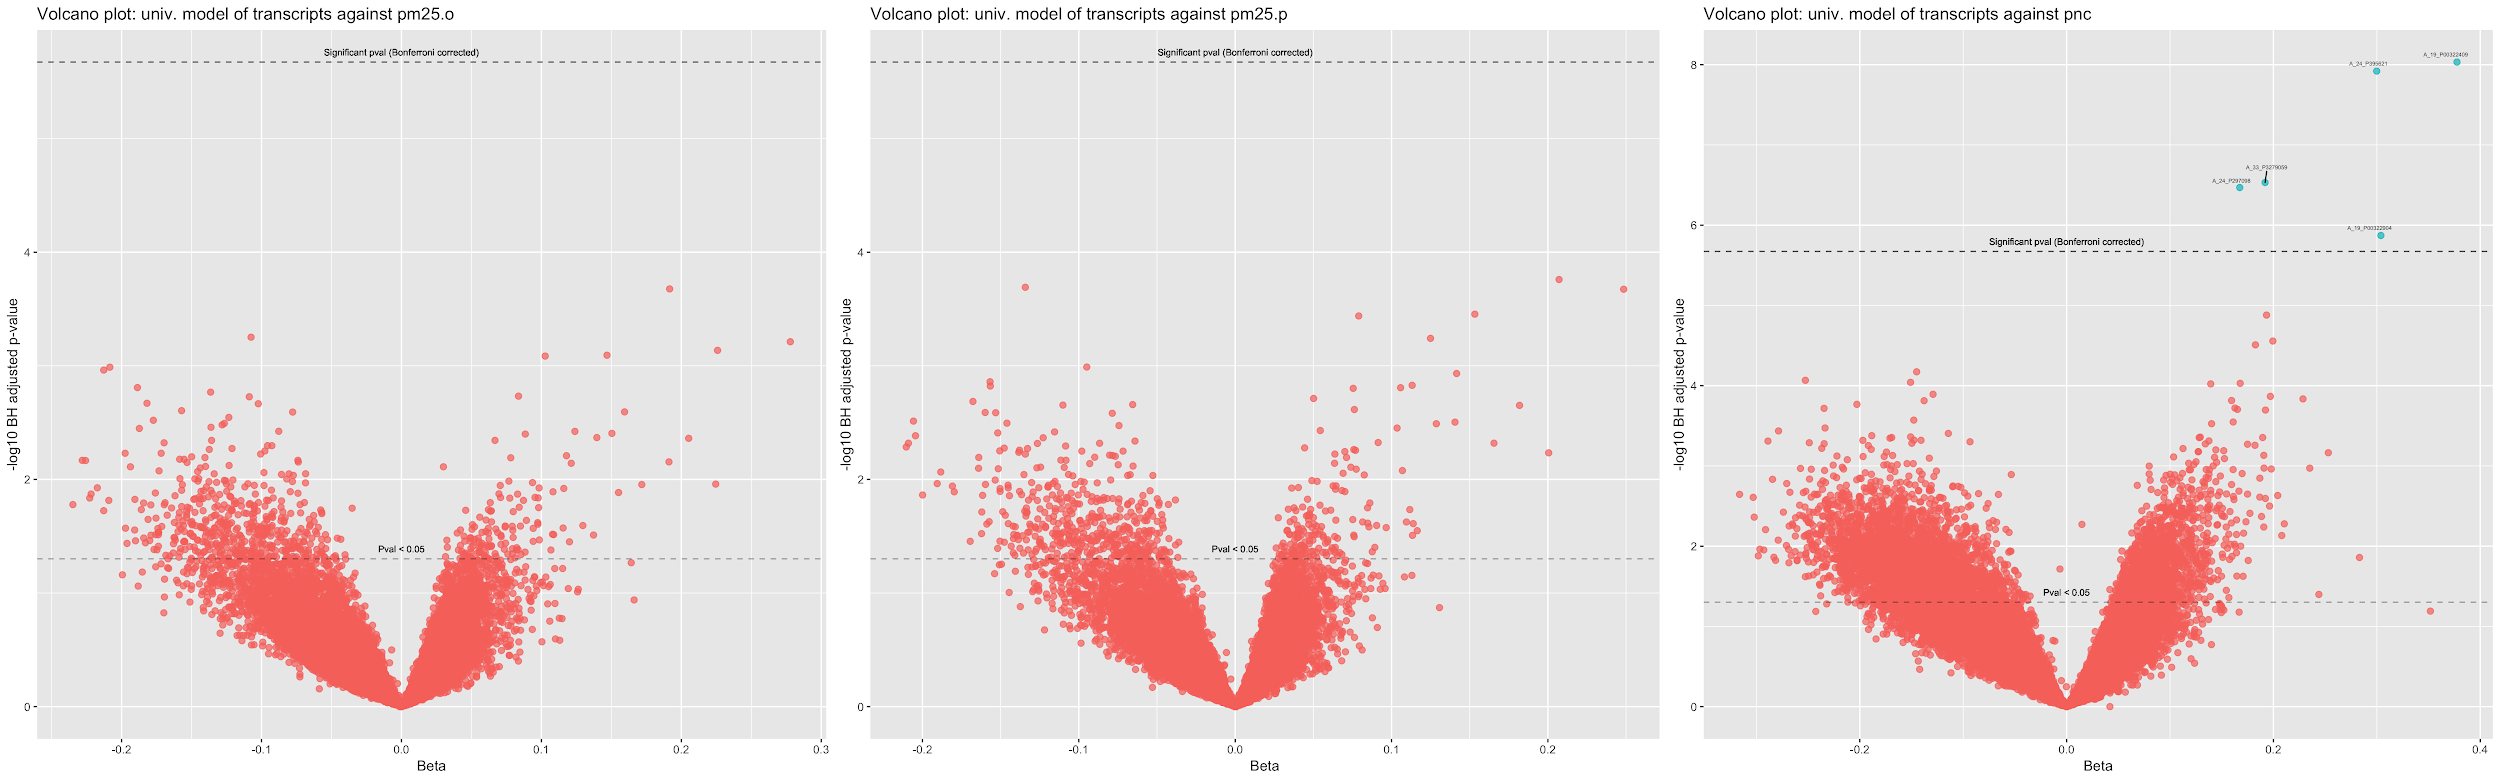 Volcano plot: univ. model of transcripts against pm25.o
Significant pval (Bonferroni corrected)
Pval < 0.05
-log10 BH adjusted p-value
4
2
0
-0.2
-0.1
0.0
0.1
0.2
0.3
Beta
Volcano plot: univ. model of transcripts against pm25.p
Significant pval (Bonferroni corrected)
Pval < 0.05
-log10 BH adjusted p-value
4
2
0
-0.2
-0.1
0.0
0.1
0.2
Beta
Volcano plot: univ. model of transcripts against pnc
A_19_P00322409
A_24_P395621
A_33_P3279059
A_24_P297098
A_19_P00322904
Significant pval (Bonferroni corrected)
Pval < 0.05
-log10 BH adjusted p-value
8
6
4
2
0
-0.2
0.0
0.2
0.4
Beta